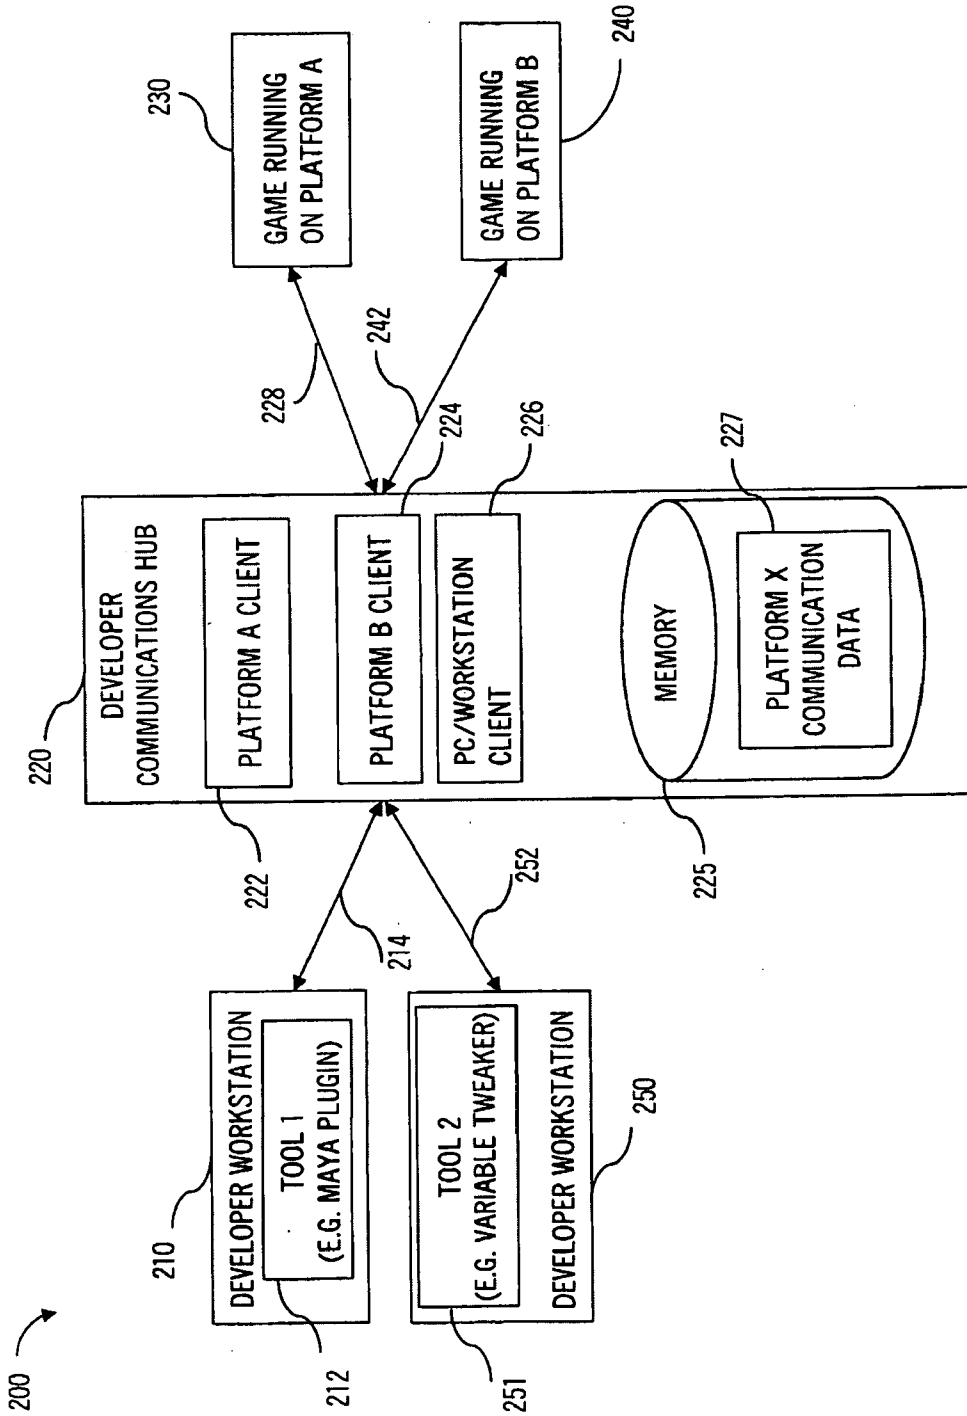 200
210
DEVELOPER WORKSTATION
TOOL 1
(E.G. MAYA PLUGIN)
212
214
TOOL 2
(E.G. VARIABLE TWEAKER)
DEVELOPER WORKSTATION
251
250
252
220
DEVELOPER
COMMUNICATIONS HUB
PLATFORM A CLIENT
222
PLATFORM B CLIENT
224
PC/WORKSTATION
CLIENT
226
MEMORY
225
PLATFORM X
COMMUNICATION
DATA
227
228
242
230
GAME RUNNING
ON PLATFORM A
GAME RUNNING
ON PLATFORM B
240